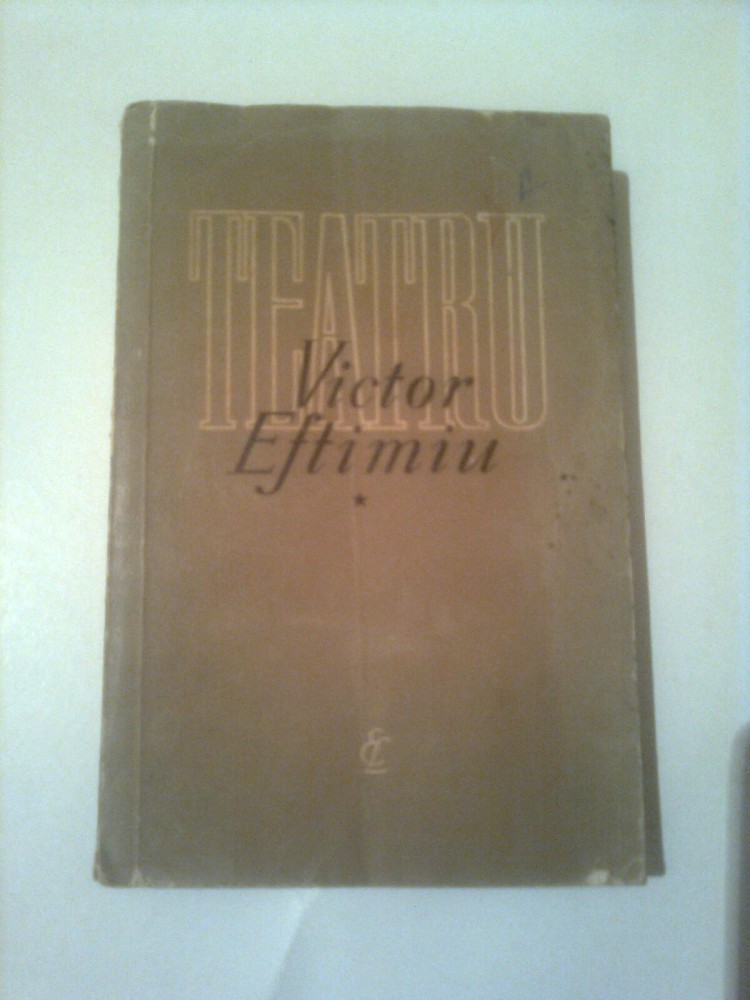 TEATRU
Victor
Eftimiu
*